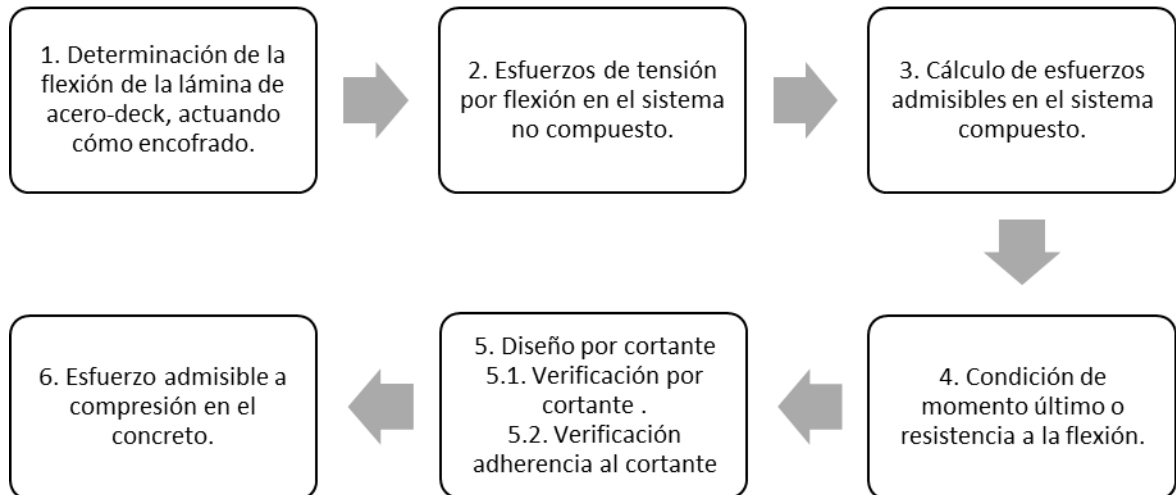 1. Determinación de la
flexión de la lámina de
acero-deck, actuando
cómo encofrado.
2. Esfuerzos de tensión
por flexión en el sistema
no compuesto.
3. Cálculo de esfuerzos
admisibles en el sistema
compuesto.
4. Condición de
momento último o
resistencia a la flexión.
5. Diseño por cortante
5.1. Verificación por
cortante .
5.2. Verificación
adherencia al cortante
6. Esfuerzo admisible a
compresión en el
concreto.